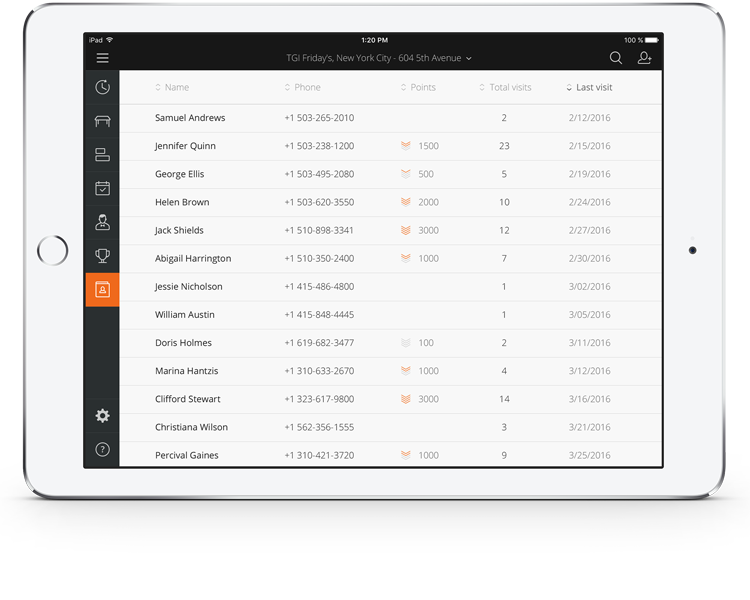 iPad 1:20 PM 100 %
TGI Friday's, New York City - 604 5th Avenue
Name Phone Points Total visits Last visit
Samuel Andrews +1 503-265-2010 2 2/12/2016
Jennifer Quinn +1 503-238-1200 1500 23 2/15/2016
George Ellis +1 503-495-2080 500 5 2/19/2016
Helen Brown +1 503-620-3550 2000 10 2/24/2016
Jack Shields +1 510-898-3341 3000 12 2/27/2016
Abigail Harrington +1 510-350-2400 1000 7 2/30/2016
Jessie Nicholson +1 415-486-4800 1 3/02/2016
William Austin +1 415-848-4445 1 3/05/2016
Doris Holmes +1 619-682-3477 100 2 3/11/2016
Marina Hantzis +1 310-633-2670 1000 4 3/12/2016
Clifford Stewart +1 323-617-9800 3000 14 3/16/2016
Christiana Wilson +1 562-356-1555 3 3/21/2016
?
Percival Gaines +1 310-421-3720 1000 9 3/25/2016